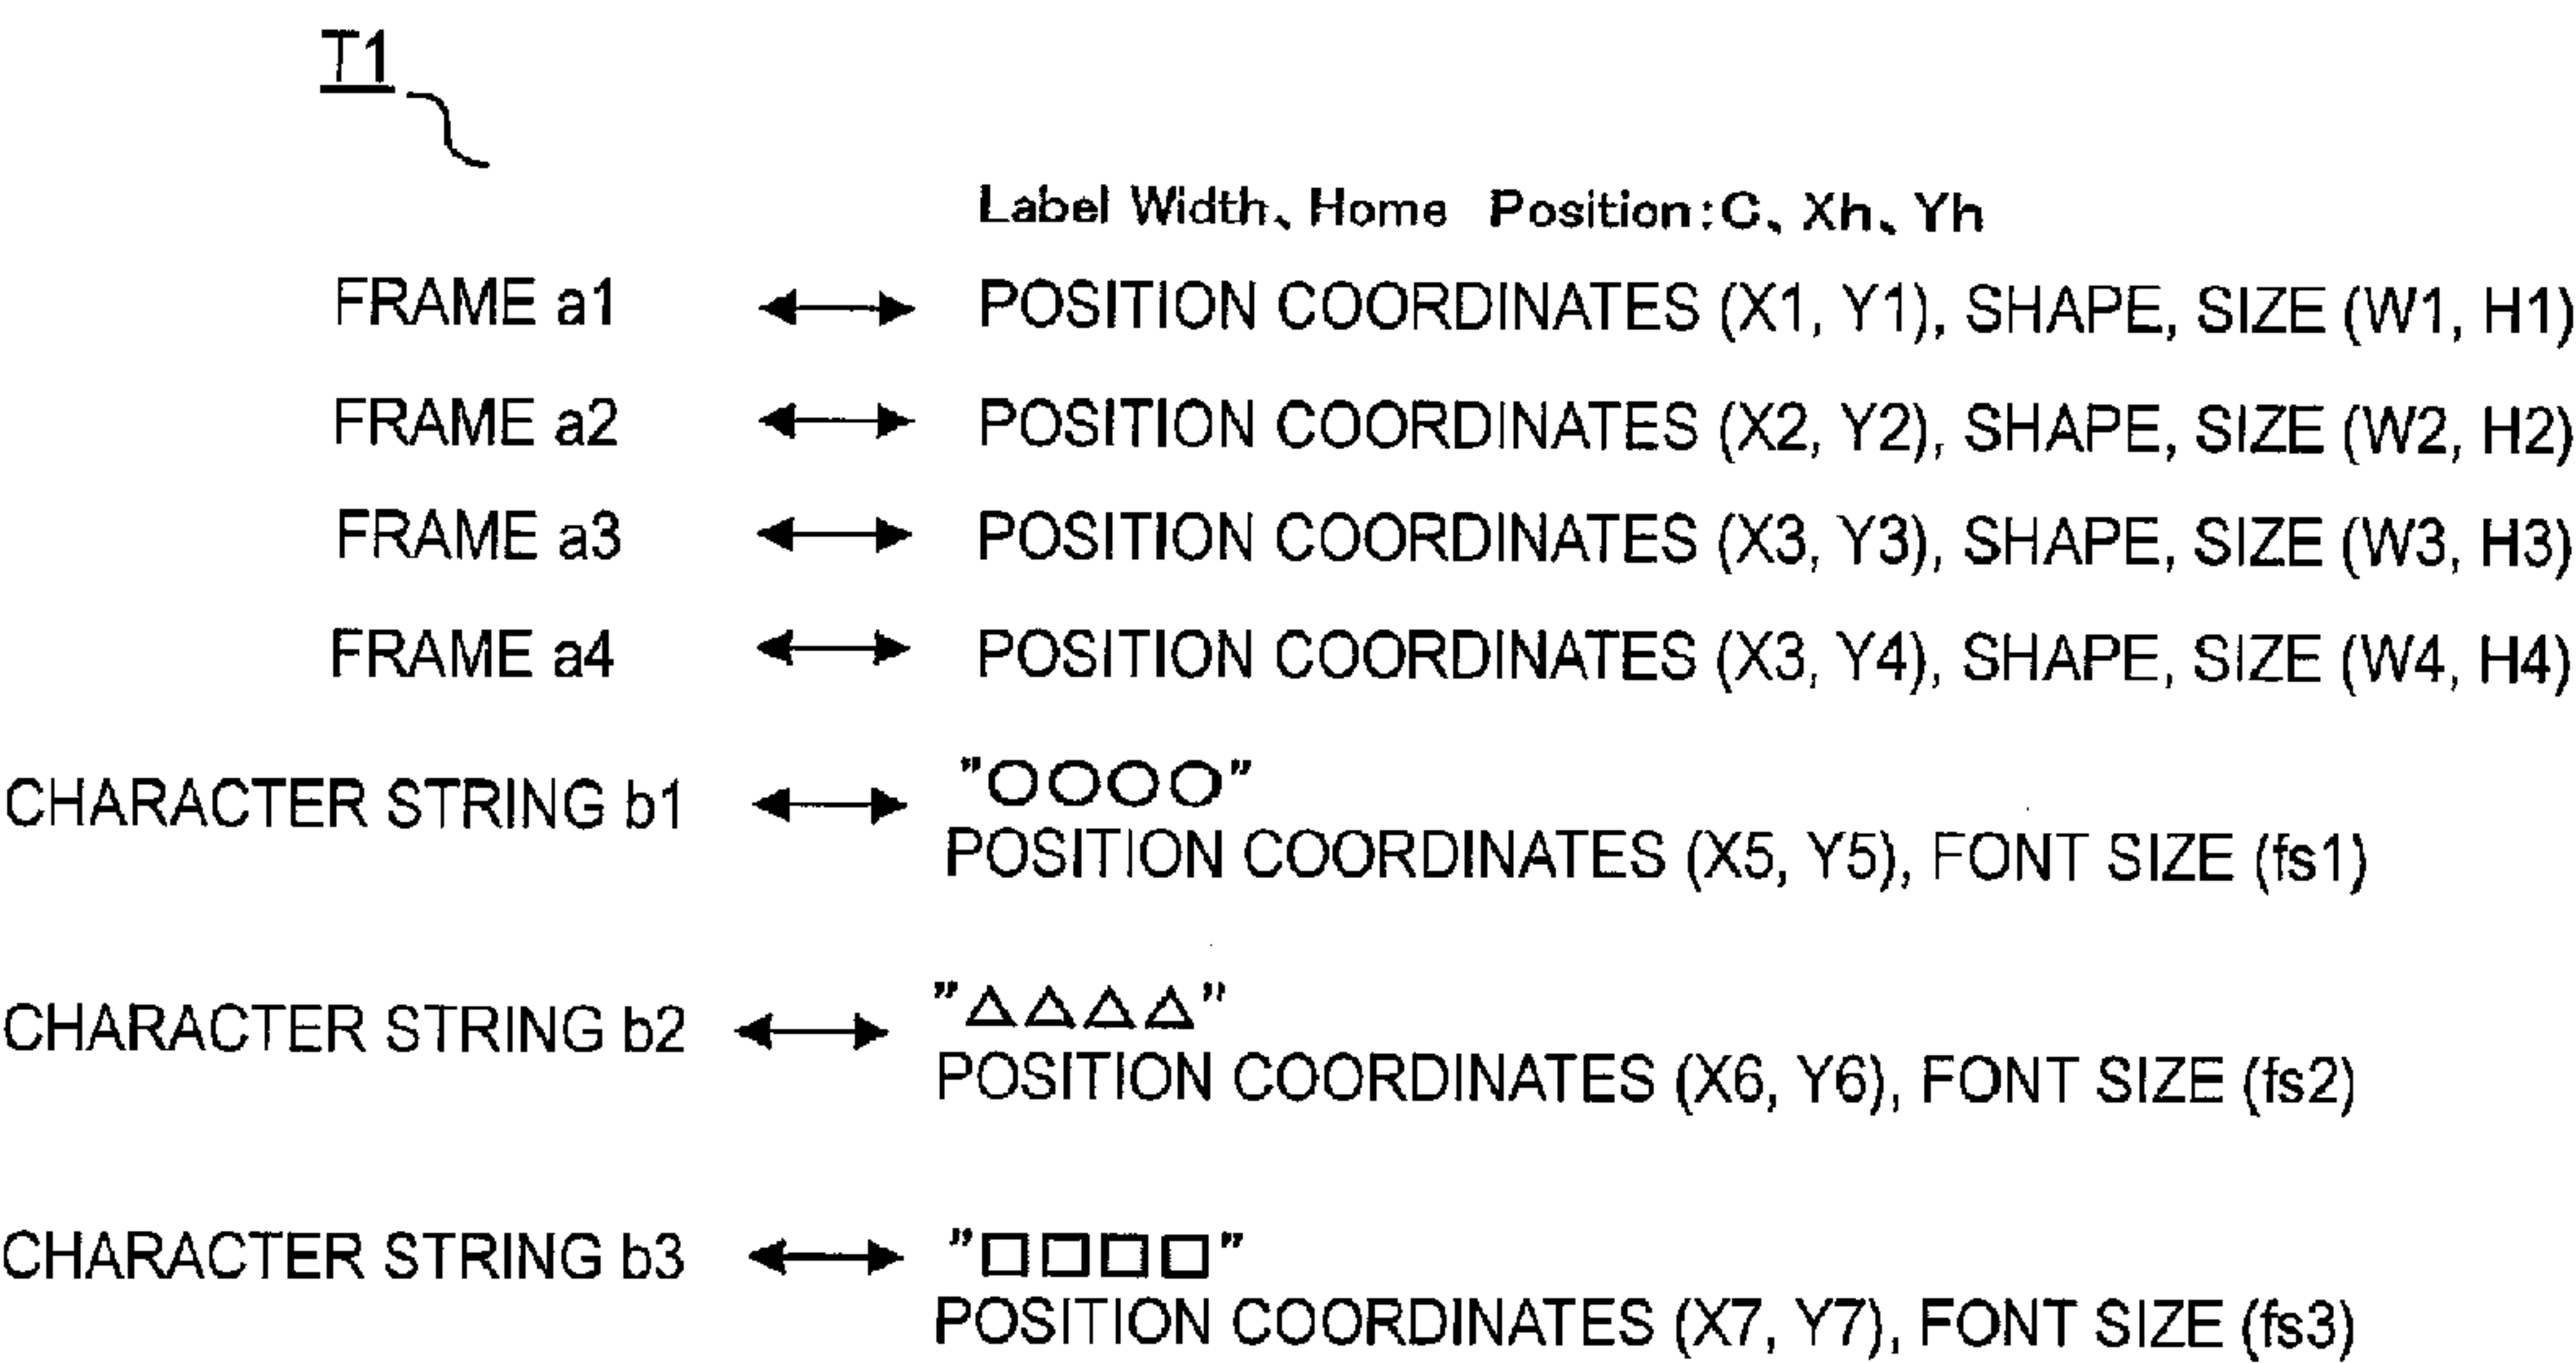 T1
Label Width、Home Position:C、Xh、Yh
FRAME a1 ↔ POSITION COORDINATES (X1, Y1), SHAPE, SIZE (W1, H1)
FRAME a2 ↔ POSITION COORDINATES (X2, Y2), SHAPE, SIZE (W2, H2)
FRAME a3 ↔ POSITION COORDINATES (X3, Y3), SHAPE, SIZE (W3, H3)
FRAME a4 ↔ POSITION COORDINATES (X3, Y4), SHAPE, SIZE (W4, H4)
CHARACTER STRING b1 ↔ "○○○○"
POSITION COORDINATES (X5, Y5), FONT SIZE (fs1)
CHARACTER STRING b2 ↔ "△△△△"
POSITION COORDINATES (X6, Y6), FONT SIZE (fs2)
CHARACTER STRING b3 ↔ "□□□□"
POSITION COORDINATES (X7, Y7), FONT SIZE (fs3)